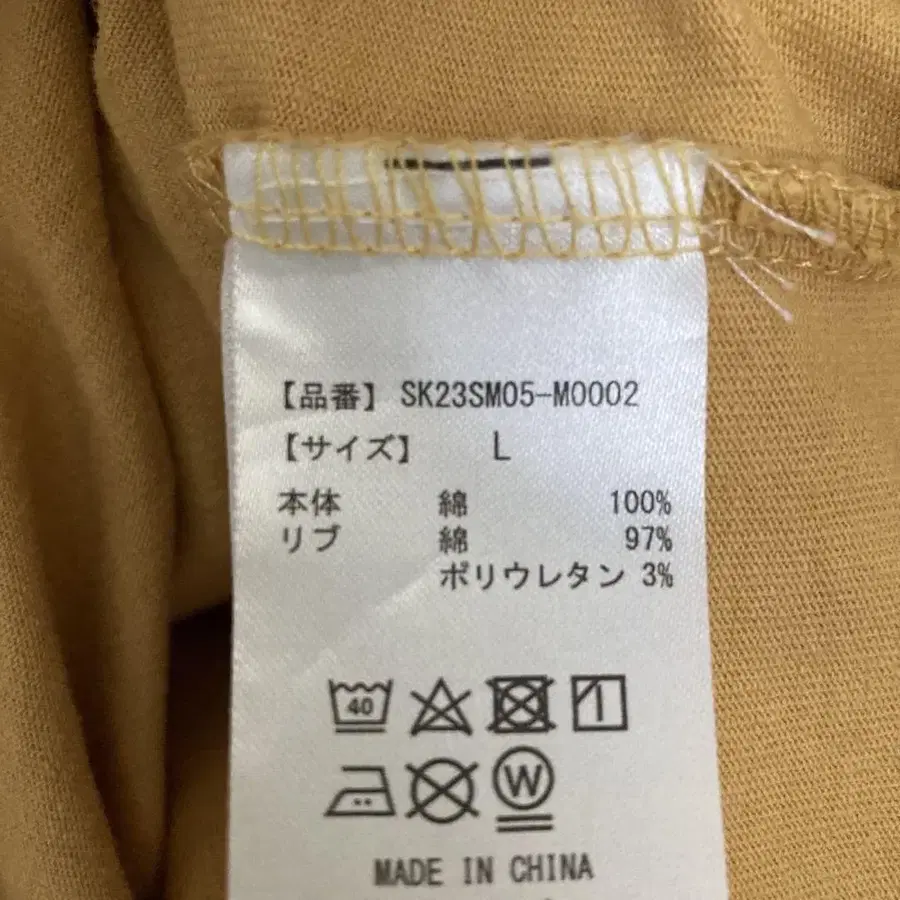 【品番】 SK23SM05-M0002
【サイズ】 L
本体 綿 100%
リブ 綿 97%
ポリウレタン 3%
40
W
MADE IN CHINA